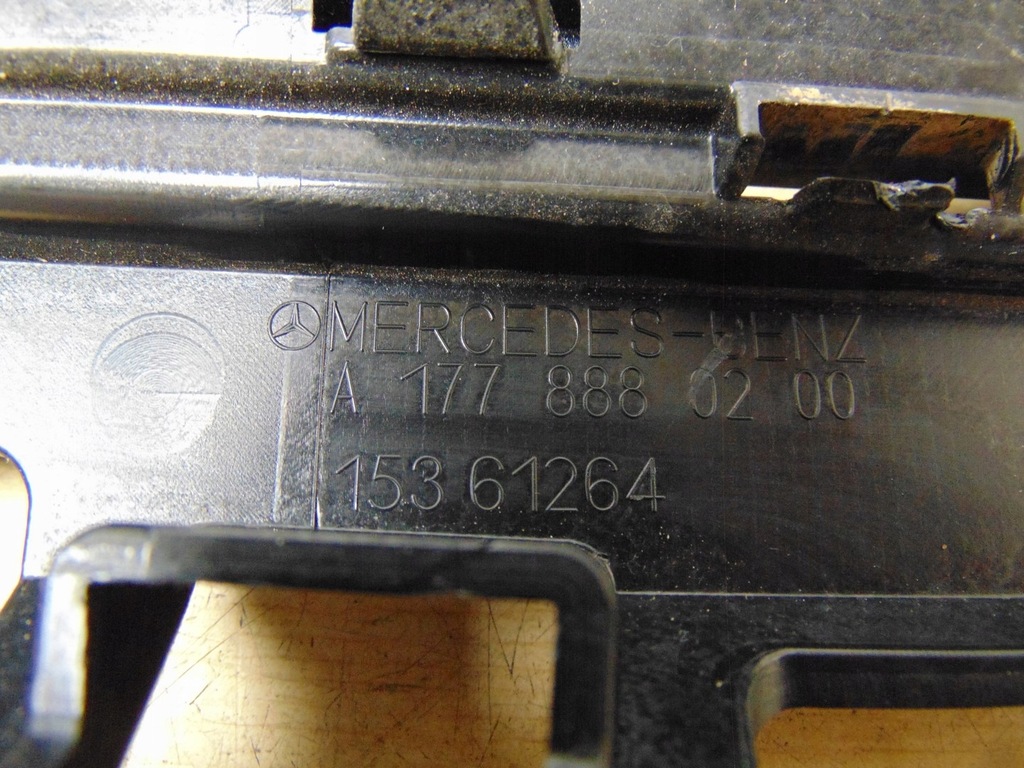 MERCEDES-BENZ
A 177 888 02 00
153 61264